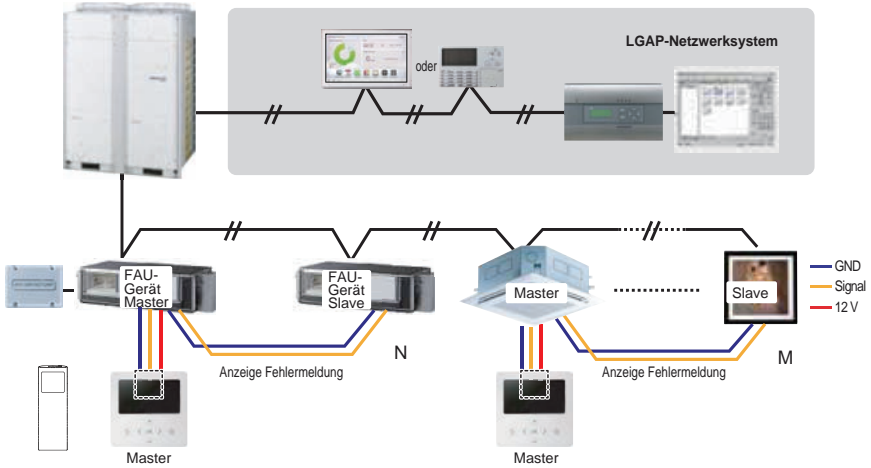 LGAP-Netzwerksystem
oder
FAU-
Gerät
Master
FAU-
Gerät
Slave
Master
Slave
GND
Signal
12 V
N
M
Anzeige Fehlermeldung
Anzeige Fehlermeldung
Master
Master